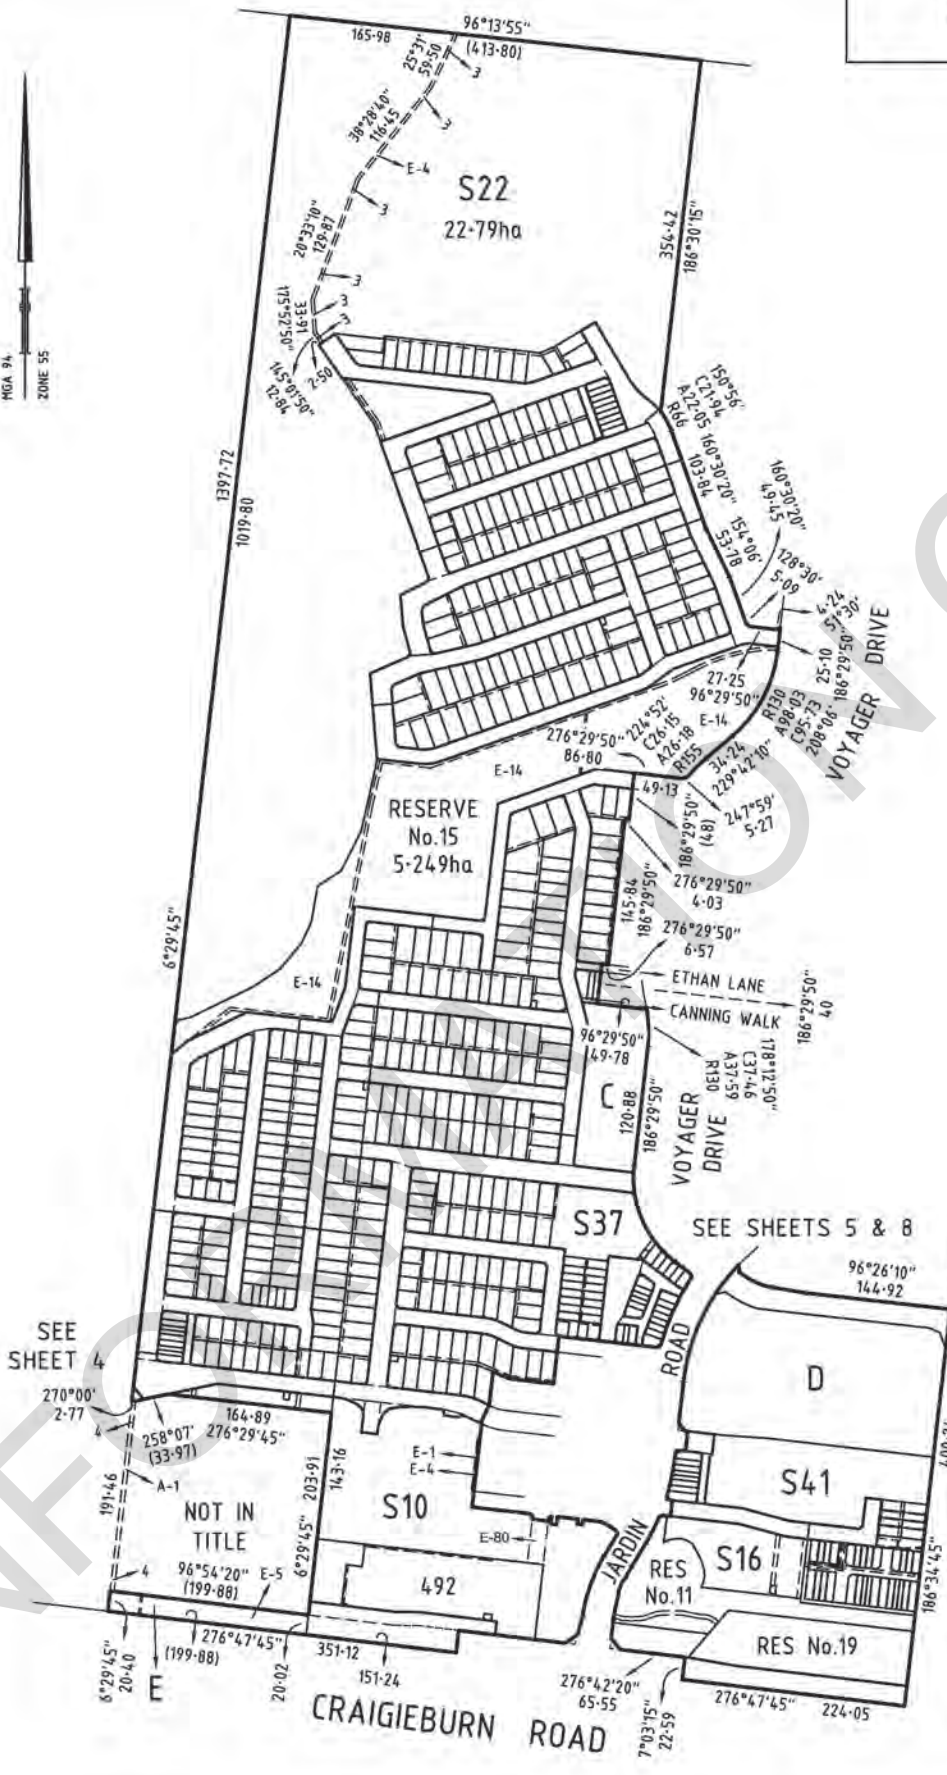 96°13'55"
165·98
(413·80)
25°31'
59·50
3
38°28'40"
116·45
3
E-4
S22
22·79ha
3
20°33'10"
129·87
354·42
186°30'15"
3
MGA 94
ZONE 55
175°52'50"
33·91
3
3
145°01'50"
12·84
2·50
150°56'
C21·94
A22·05
R66
160°30'20"
103·84
1397·72
1019·80
160°30'20"
49·45
154°06'
53·78
128°30'
5·09
4·24
51°30'
25·10
186°29'50"
VOYAGER DRIVE
27·25
96°29'50"
E-14
R130
A98·03
C95·73
208°06'
224°52'
C26·15
A26·18
R155
276°29'50"
86·80
34·24
229°42'10"
E-14
49·13
247°59'
5·27
186°29'50"
(48)
RESERVE
No.15
5·249ha
276°29'50"
4·03
145·84
186°29'50"
276°29'50"
6·57
6°29'45"
E-14
ETHAN LANE
CANNING WALK
186°29'50"
40
96°29'50"
49·78
178°12'50"
C37·46
A37·59
R130
C
120·88
186°29'50"
VOYAGER
DRIVE
S37
SEE SHEETS 5 & 8
96°26'10"
144·92
SEE
SHEET 4
ROAD
D
270°00'
2·77
4
258°07'
(33·97)
164·89
276°29'45"
191·46
A-1
203·91
143·16
E-1
E-4
S41
NOT IN
TITLE
S10
6°29'45"
E-80
JARDIN
RES
No.11
S16
186°34'45"
4
96°54'20"
(199·88)
E-5
492
RES No.19
6°29'45"
20·40
E
(199·88)
276°47'45"
20·02
351·12
151·24
276°42'20"
65·55
7°03'15"
22·59
276°47'45"
224·05
CRAIGIEBURN ROAD
INFORMATION